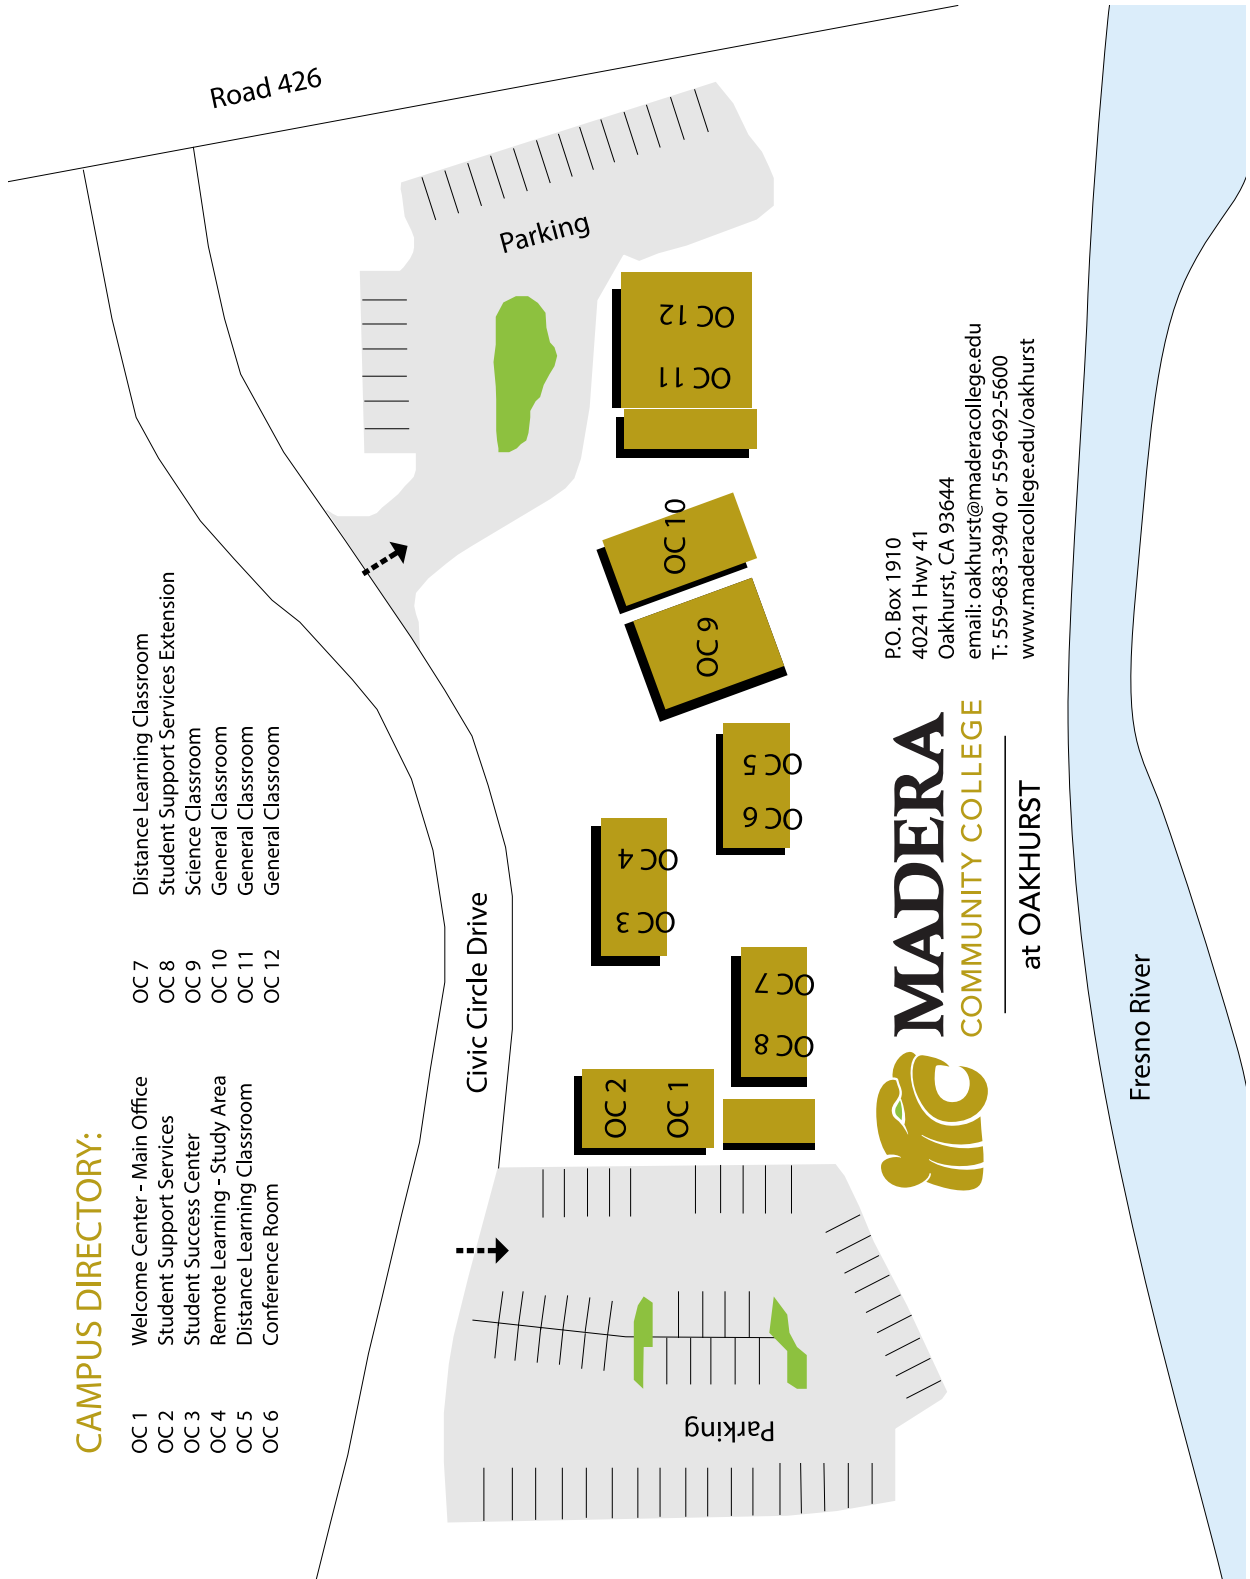 CAMPUS DIRECTORY:
OC 1 Welcome Center - Main Office
OC 2 Student Support Services
OC 3 Student Success Center
OC 4 Remote Learning - Study Area
OC 5 Distance Learning Classroom
OC 6 Conference Room
OC 7 Distance Learning Classroom
OC 8 Student Support Services Extension
OC 9 Science Classroom
OC 10 General Classroom
OC 11 General Classroom
OC 12 General Classroom
Road 426
Civic Circle Drive
Parking
Parking
OC 2
OC 1
OC 3
OC 4
OC 8
OC 7
OC 6
OC 5
OC 9
OC 10
OC 11
OC 12
MADERA
COMMUNITY COLLEGE
at OAKHURST
P.O. Box 1910
40241 Hwy 41
Oakhurst, CA 93644
email: oakhurst@maderacollege.edu
T: 559-683-3940 or 559-692-5600
www.maderacollege.edu/oakhurst
Fresno River